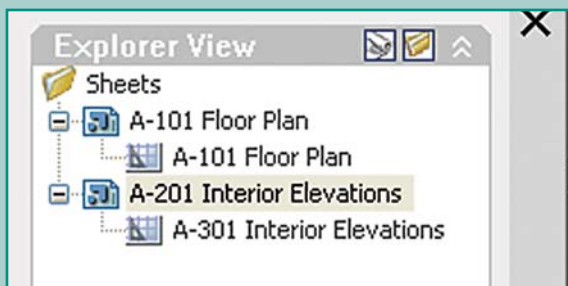 Explorer View
Sheets
A-101 Floor Plan
A-101 Floor Plan
A-201 Interior Elevations
A-301 Interior Elevations